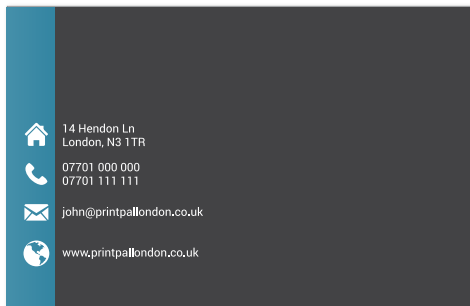 14 Hendon Ln
London, N3 1TR
07701 000 000
07701 111 111
john@printpallondon.co.uk
www.printpallondon.co.uk